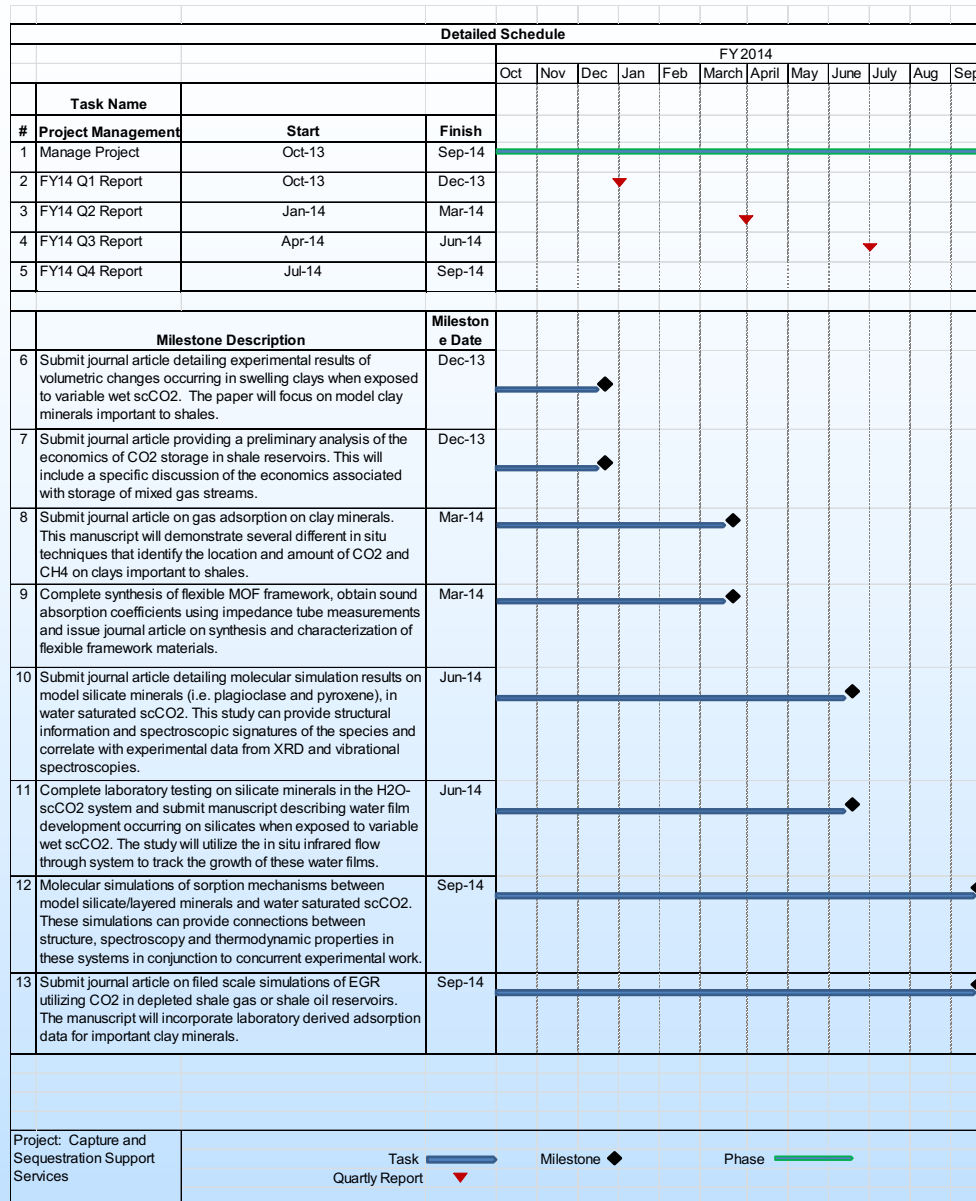 Detailed Schedule
FY 2014
Oct Nov Dec Jan Feb March April May June July Aug Sep
Task Name
# Project Management Start Finish
1 Manage Project Oct-13 Sep-14
2 FY14 Q1 Report Oct-13 Dec-13
3 FY14 Q2 Report Jan-14 Mar-14
4 FY14 Q3 Report Apr-14 Jun-14
5 FY14 Q4 Report Jul-14 Sep-14
Milestone Description
Mileston
e Date
6 Submit journal article detailing experimental results of Dec-13
volumetric changes occurring in swelling clays when exposed
to variable wet scCO2. The paper will focus on model clay
minerals important to shales.
7 Submit journal article providing a preliminary analysis of the Dec-13
economics of CO2 storage in shale reservoirs. This will
include a specific discussion of the economics associated
with storage of mixed gas streams.
8 Submit journal article on gas adsorption on clay minerals. Mar-14
This manuscript will demonstrate several different in situ
techniques that identify the location and amount of CO2 and
CH4 on clays important to shales.
9 Complete synthesis of flexible MOF framework, obtain sound Mar-14
absorption coefficients using impedance tube measurements
and issue journal article on synthesis and characterization of
flexible framework materials.
10 Submit journal article detailing molecular simulation results on Jun-14
model silicate minerals (i.e. plagioclase and pyroxene), in
water saturated scCO2. This study can provide structural
information and spectroscopic signatures of the species and
correlate with experimental data from XRD and vibrational
spectroscopies.
11 Complete laboratory testing on silicate minerals in the H2O- Jun-14
scCO2 system and submit manuscript describing water film
development occurring on silicates when exposed to variable
wet scCO2. The study will utilize the in situ infrared flow
through system to track the growth of these water films.
12 Molecular simulations of sorption mechanisms between Sep-14
model silicate/layered minerals and water saturated scCO2.
These simulations can provide connections between
structure, spectroscopy and thermodynamic properties in
these systems in conjunction to concurrent experimental work.
13 Submit journal article on filed scale simulations of EGR Sep-14
utilizing CO2 in depleted shale gas or shale oil reservoirs.
The manuscript will incorporate laboratory derived adsorption
data for important clay minerals.
Project: Capture and
Sequestration Support
Services
Task Milestone Phase
Quartly Report